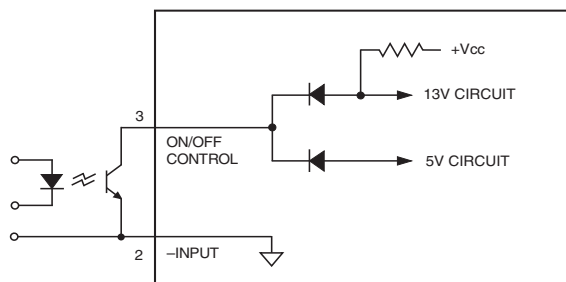 +Vcc
13V CIRCUIT
3
ON/OFF
CONTROL
5V CIRCUIT
2
–INPUT